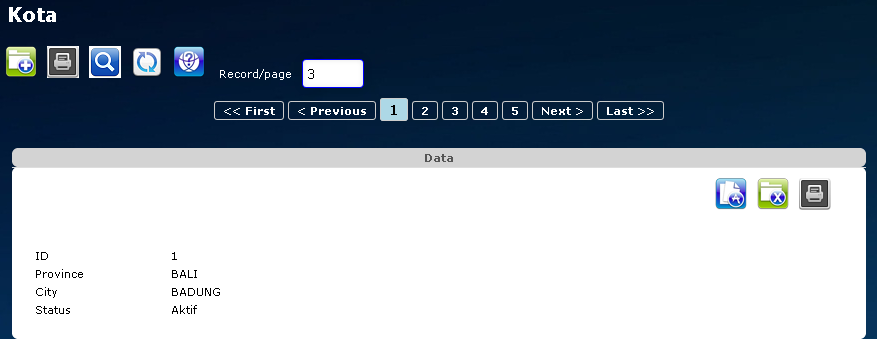 Kota
Record/page 3
<< First < Previous 1 2 3 4 5 Next > Last >>
Data
ID 1
Province BALI
City BADUNG
Status Aktif